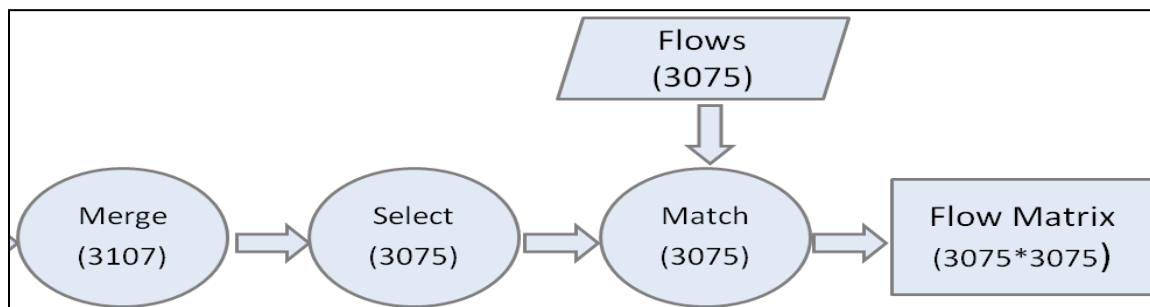 Flows
(3075)
Merge
(3107)
Select
(3075)
Match
(3075)
Flow Matrix
(3075*3075)